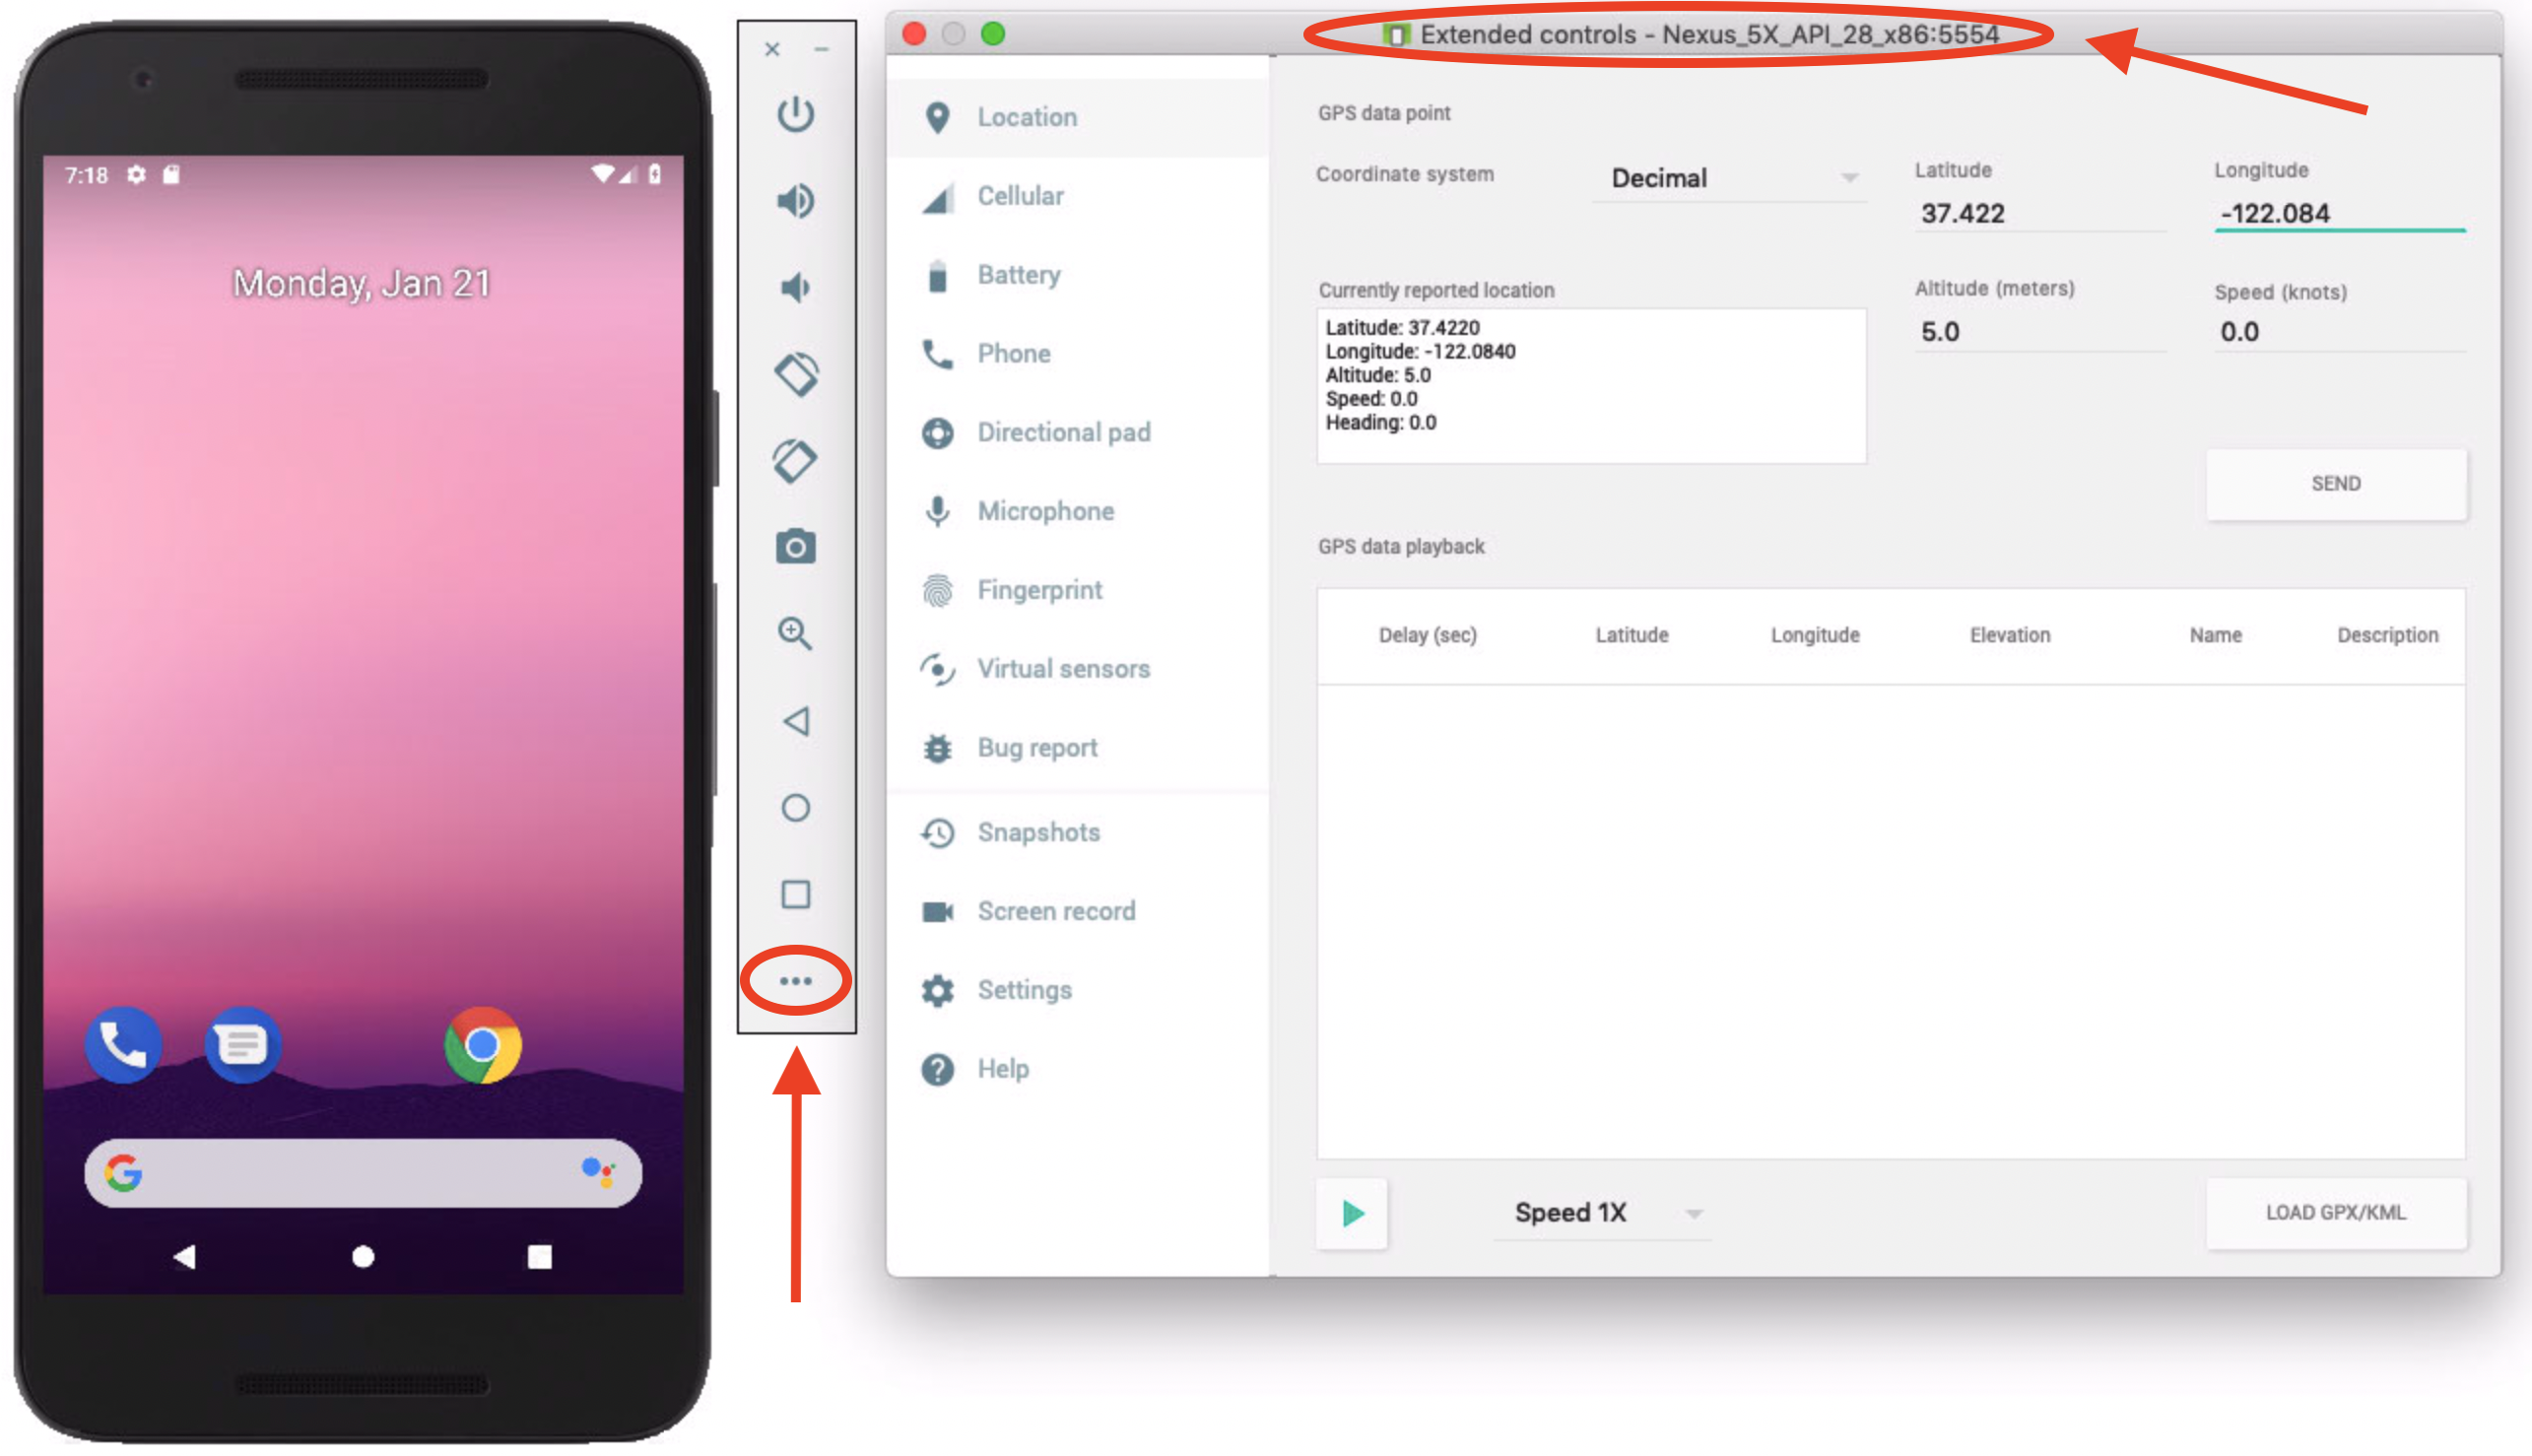 7:18
Monday, Jan 21
G
Extended controls - Nexus_5X_API_28_x86:5554
Location
Cellular
Battery
Phone
Directional pad
Microphone
Fingerprint
Virtual sensors
Bug report
Snapshots
Screen record
Settings
Help
GPS data point
Coordinate system
Decimal
Latitude
37.422
Longitude
-122.084
Currently reported location
Latitude: 37.4220
Longitude: -122.0840
Altitude: 5.0
Speed: 0.0
Heading: 0.0
Altitude (meters)
5.0
Speed (knots)
0.0
SEND
GPS data playback
Delay (sec) Latitude Longitude Elevation Name Description
Speed 1X
LOAD GPX/KML